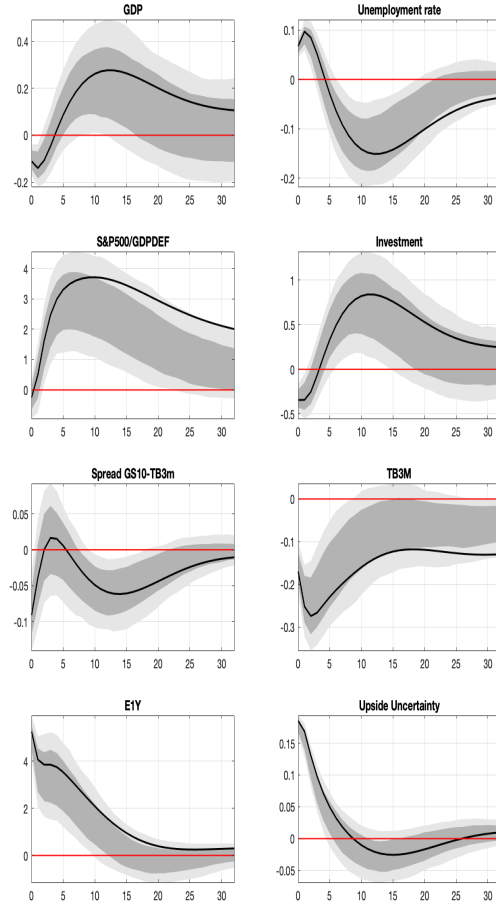 GDP
0.4
0.2
0
-0.2
0 5 10 15 20 25 30
Unemployment rate
0.1
0
-0.1
-0.2
0 5 10 15 20 25 30
S&P500/GDPDEF
4
3
2
1
0
0 5 10 15 20 25 30
Investment
1
0.5
0
-0.5
0 5 10 15 20 25 30
Spread GS10-TB3m
0.05
0
-0.05
-0.1
0 5 10 15 20 25 30
TB3M
0
-0.1
-0.2
-0.3
0 5 10 15 20 25 30
E1Y
4
2
0
0 5 10 15 20 25 30
Upside Uncertainty
0.15
0.1
0.05
0
-0.05
0 5 10 15 20 25 30